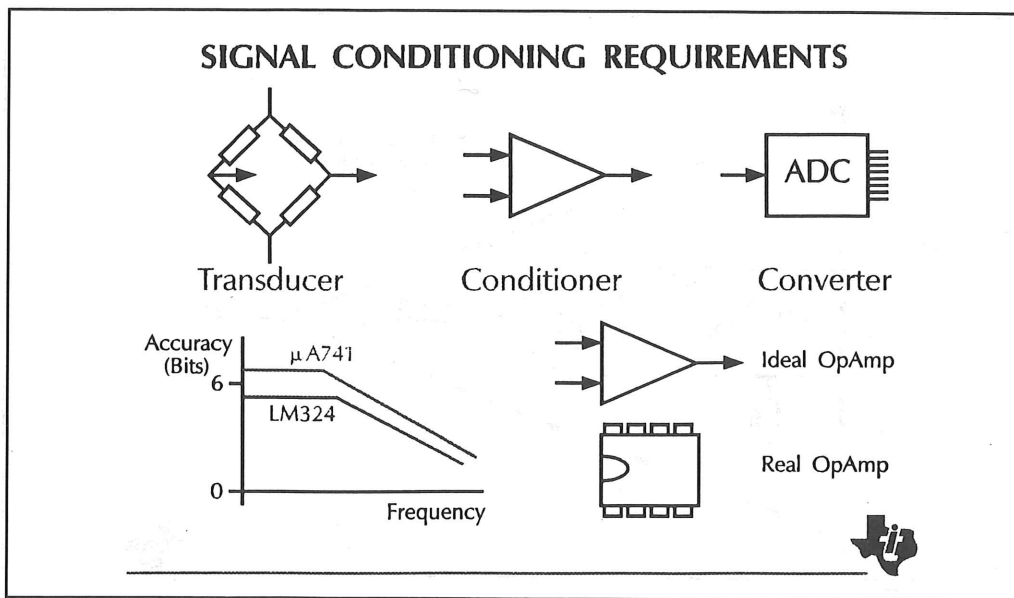 SIGNAL CONDITIONING REQUIREMENTS
ADC
Transducer
Conditioner
Converter
Accuracy
(Bits)
μA741
6
LM324
0
Frequency
Ideal OpAmp
Real OpAmp